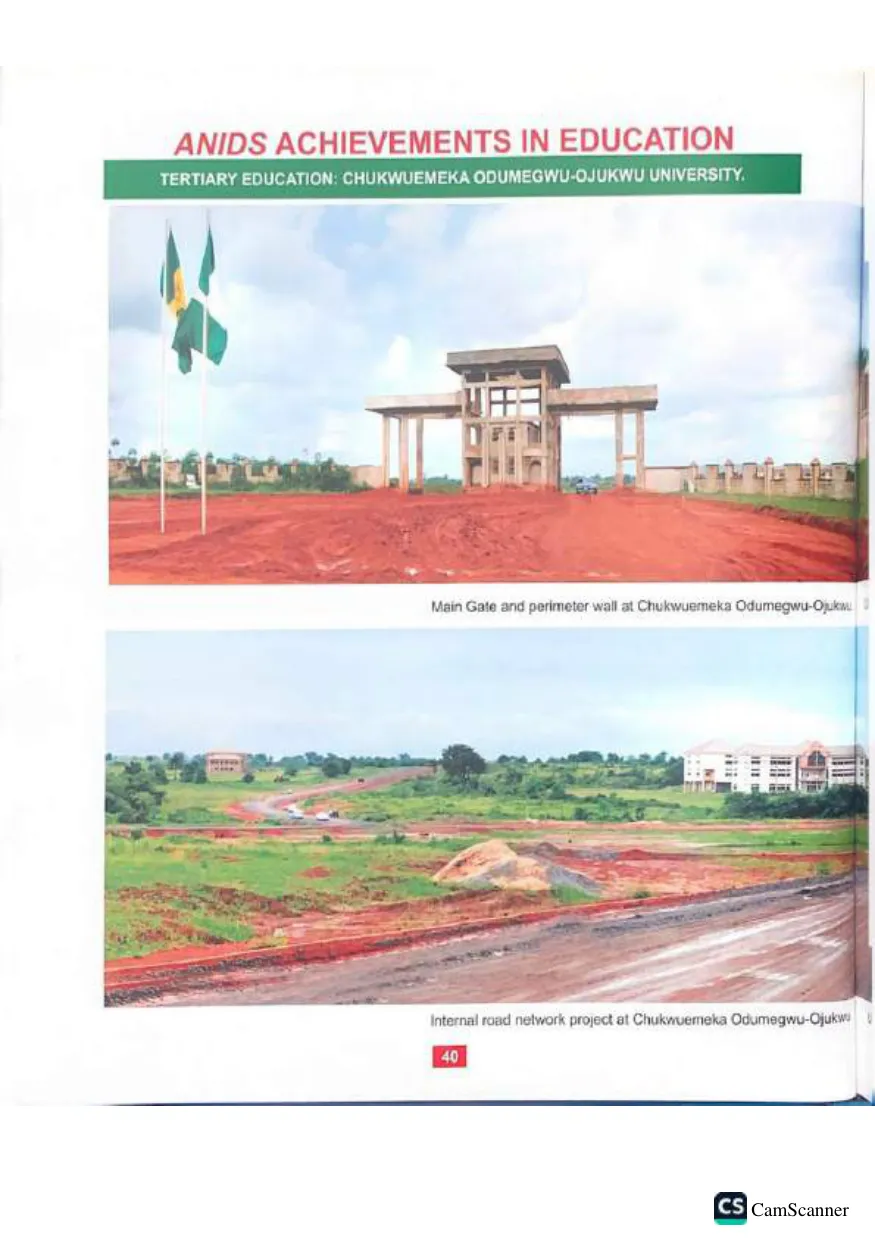 ANIDS ACHIEVEMENTS IN EDUCATION
TERTIARY EDUCATION: CHUKWUEMEKA ODUMEGWU-OJUKWU UNIVERSITY.
Main Gate and perimeter wall at Chukwuemeka Odumegwu-Ojukwu
Internal road network project at Chukwuemeka Odumegwu-Ojukwu
40
CS CamScanner